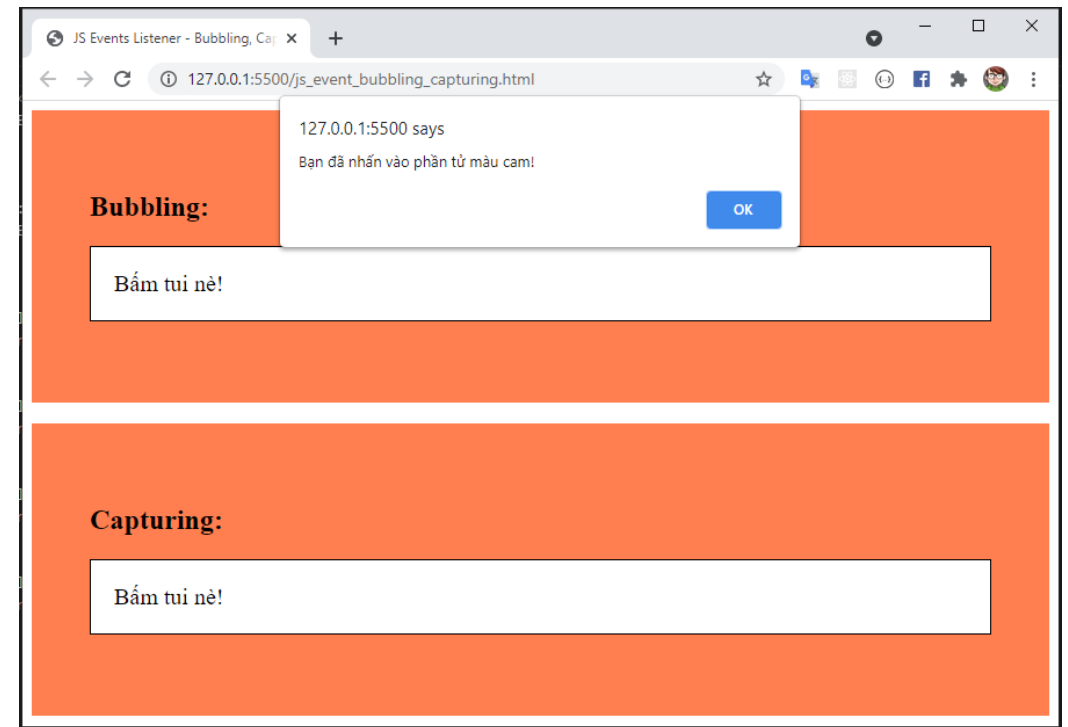 JS Events Listener - Bubbling, Ca
127.0.0.1:5500/js_event_bubbling_capturing.html
127.0.0.1:5500 says
Bạn đã nhấn vào phần tử màu cam!
OK
Bubbling:
Bấm tui nè!
Capturing:
Bấm tui nè!